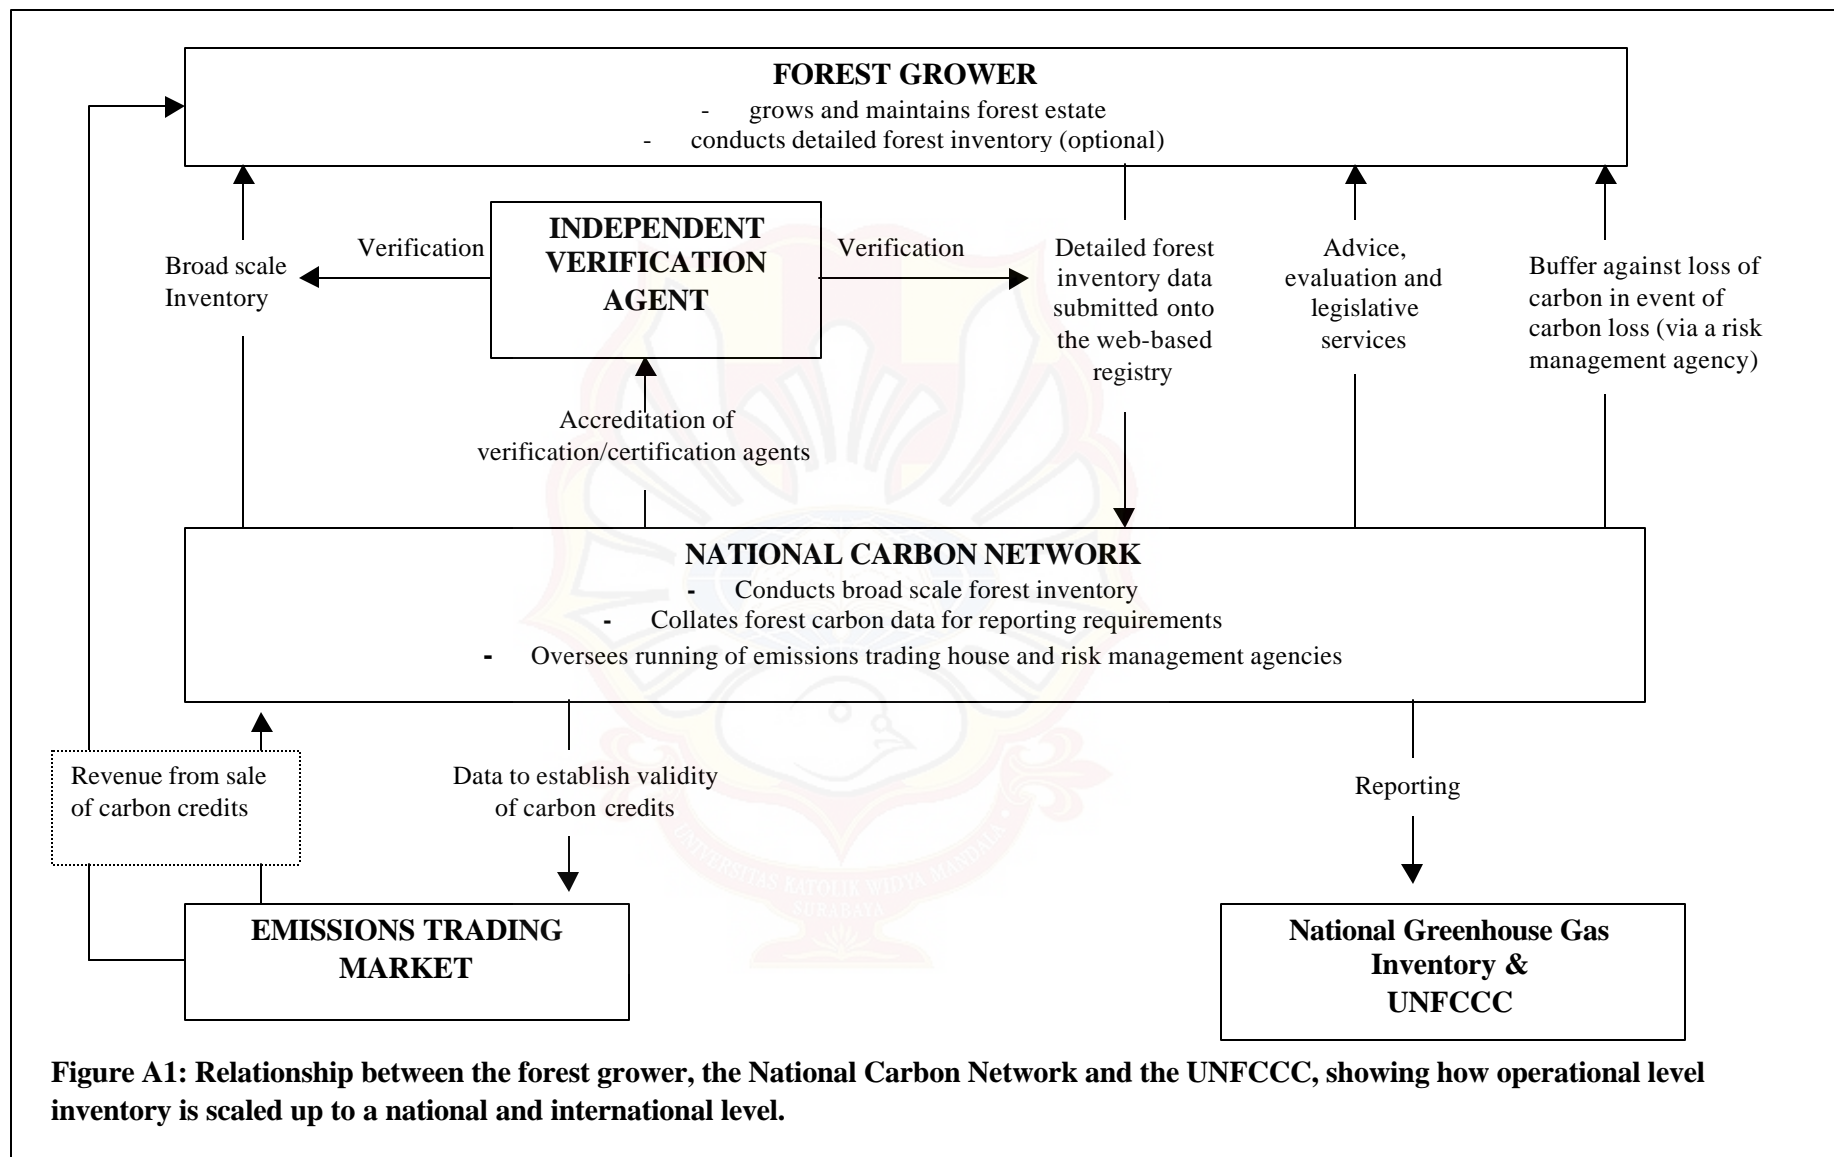 FOREST GROWER
- grows and maintains forest estate
- conducts detailed forest inventory (optional)
Broad scale
Inventory
Verification
INDEPENDENT
VERIFICATION
AGENT
Verification
Detailed forest
inventory data
submitted onto
the web-based
registry
Advice,
evaluation and
legislative
services
Buffer against loss of
carbon in event of
carbon loss (via a risk
management agency)
Accreditation of
verification/certification agents
NATIONAL CARBON NETWORK
- Conducts broad scale forest inventory
- Collates forest carbon data for reporting requirements
- Oversees running of emissions trading house and risk management agencies
Revenue from sale
of carbon credits
Data to establish validity
of carbon credits
Reporting
UNIVERSITAS KATOLIK WIDYA MANDALA
SURABAYA
EMISSIONS TRADING
MARKET
National Greenhouse Gas
Inventory &
UNFCCC
Figure A1: Relationship between the forest grower, the National Carbon Network and the UNFCCC, showing how operational level
inventory is scaled up to a national and international level.